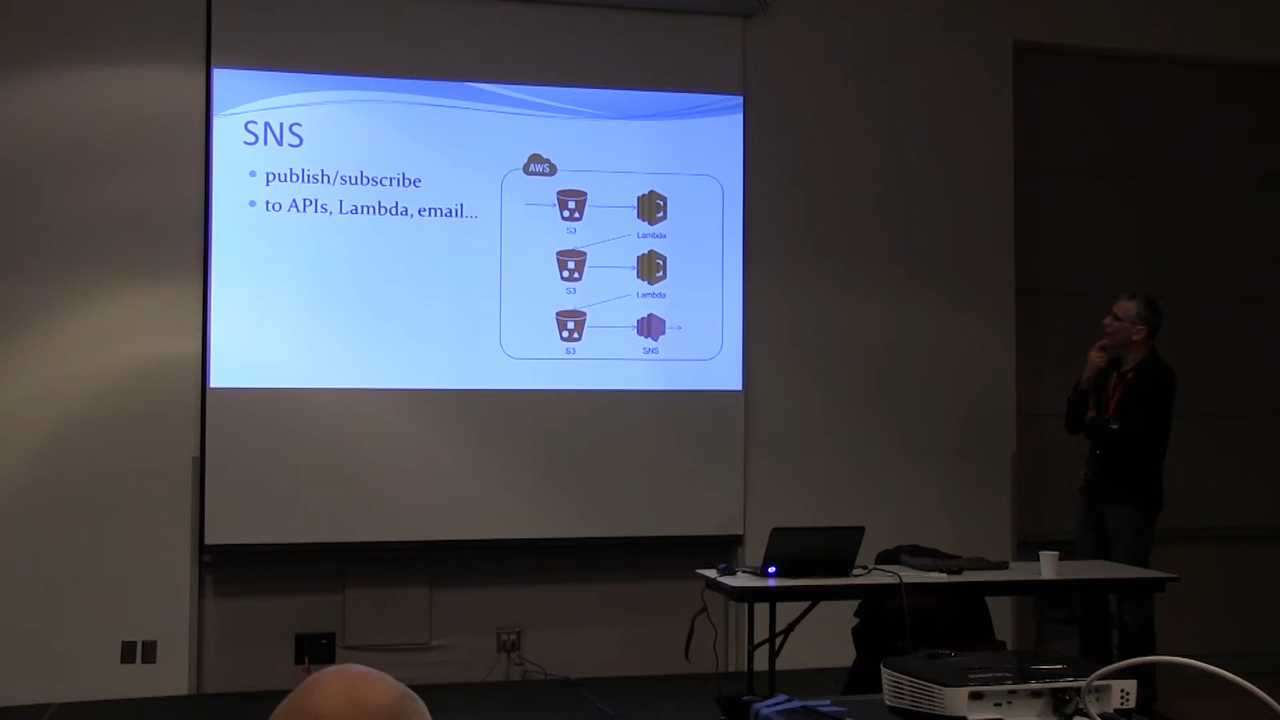 SNS
publish/subscribe
to APIs, Lambda, email...
AWS
S3
Lambda
S3
Lambda
S3
SNS